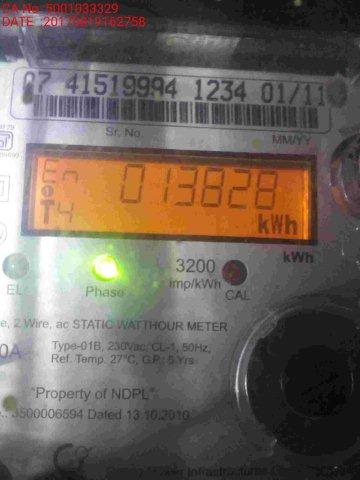 CA No: 5001033329
DATE :20170819162758
07 41519994 1234 01/11
Sr. No.
MM/YY
En 013828
T4 kWh
kWh
3200
EL Phase imp/kWh CAL
2 Wire, ac STATIC WATTHOUR METER
Type-01B, 230Vac, CL-1, 50Hz,
Ref. Temp. 27°C, G.P.: 5 Yrs
"Property of NDPL"
3500006594 Dated 13.10.2010
Infrastructures